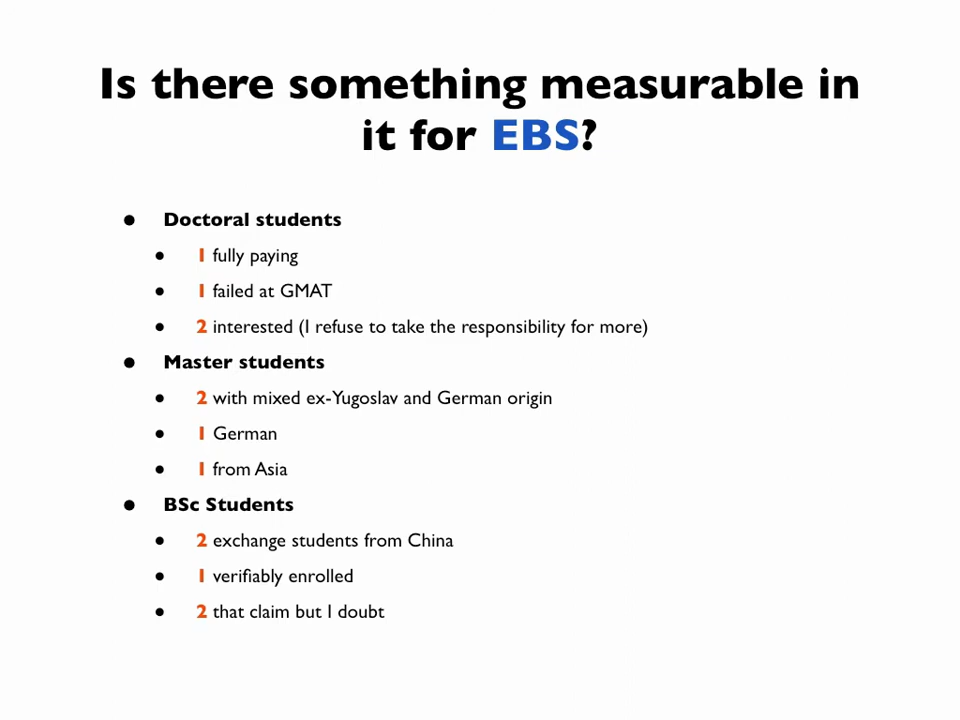 Is there something measurable in
it for EBS?
• Doctoral students
• 1 fully paying
• 1 failed at GMAT
• 2 interested (I refuse to take the responsibility for more)
• Master students
• 2 with mixed ex-Yugoslav and German origin
• 1 German
• 1 from Asia
• BSc Students
• 2 exchange students from China
• 1 verifiably enrolled
• 2 that claim but I doubt